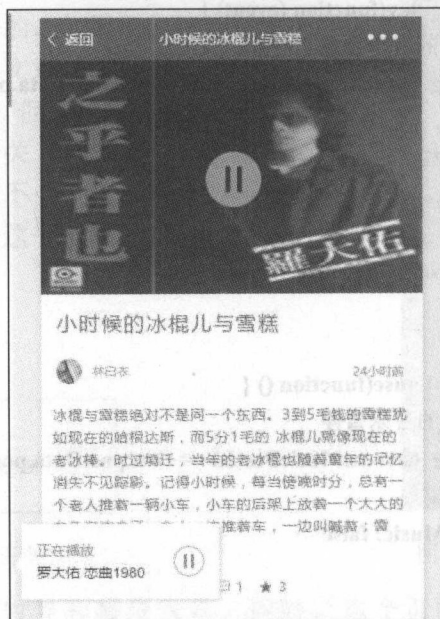 < 返回 小时候的冰棍儿与雪糕 •••
之乎者也
羅大佑
小时候的冰棍儿与雪糕
林白衣 24小时前
冰棍与雪糕绝对不是同一个东西。3到5毛钱的雪糕犹
如现在的哈根达斯，而5分1毛的 冰棍儿就像现在的
老冰棒。时过境迁，当年的老冰棍也随着童年的记忆
消失不见踪影。记得小时候，每当傍晚时分，总有一
个老人推着一辆小车，小车的后架上放着一个大大的
推着车，一边叫喊着：雪
正在播放
罗大佑 恋曲1980
1 ★ 3